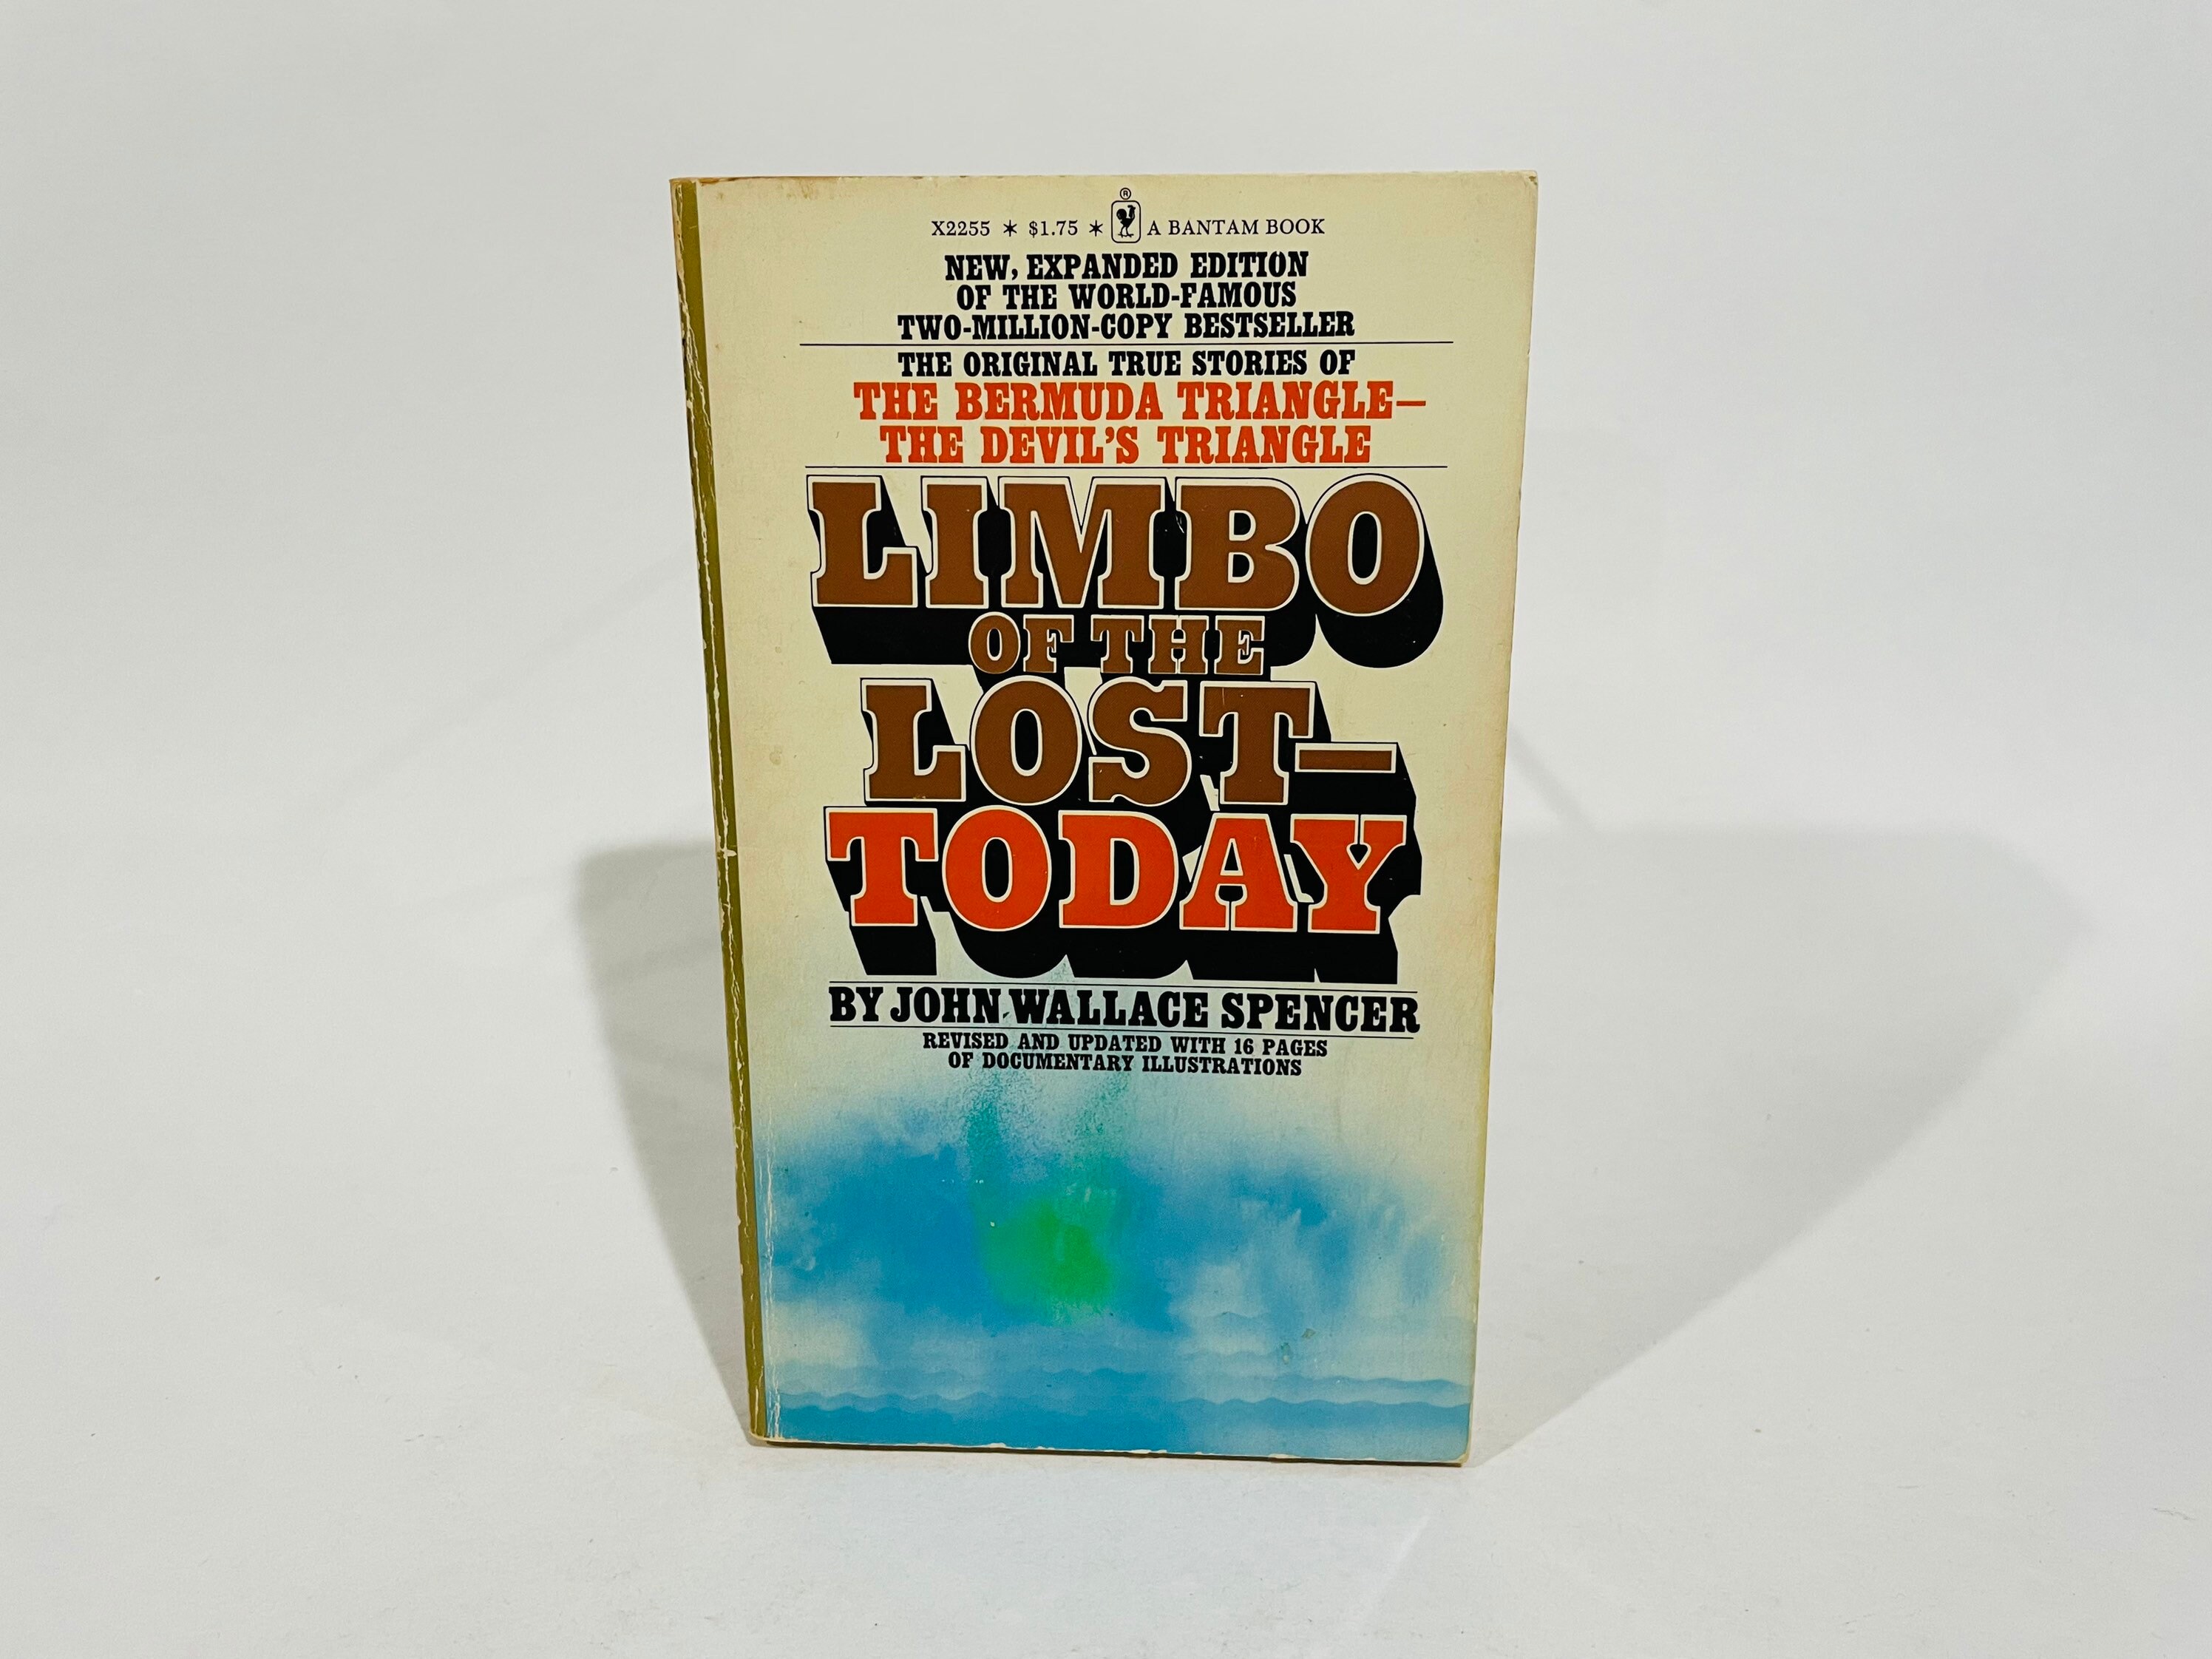 ®
X2255 * $1.75 * A BANTAM BOOK
NEW, EXPANDED EDITION
OF THE WORLD-FAMOUS
TWO-MILLION-COPY BESTSELLER
THE ORIGINAL TRUE STORIES OF
THE BERMUDA TRIANGLE—
THE DEVIL'S TRIANGLE
LIMBO
OF THE
LOST—
TODAY
BY JOHN WALLACE SPENCER
REVISED AND UPDATED WITH 16 PAGES
OF DOCUMENTARY ILLUSTRATIONS